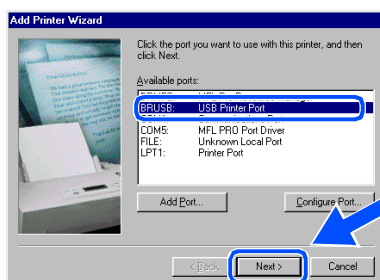 Add Printer Wizard
Click the port you want to use with this printer, and then
click Next.
Available ports:
BRUSB: USB Printer Port
COM5: MFL PRO Port Driver
FILE: Unknown Local Port
LPT1: Printer Port
Add Port...
Configure Port...
< Back
Next >
Cancel